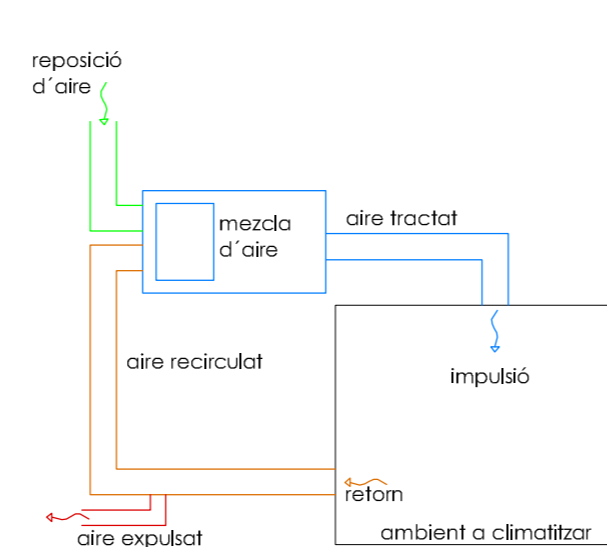 reposició
d´aire
mezcla
d´aire
aire tractat
aire recirculat
impulsió
retorn
aire expulsat
ambient a climatitzar